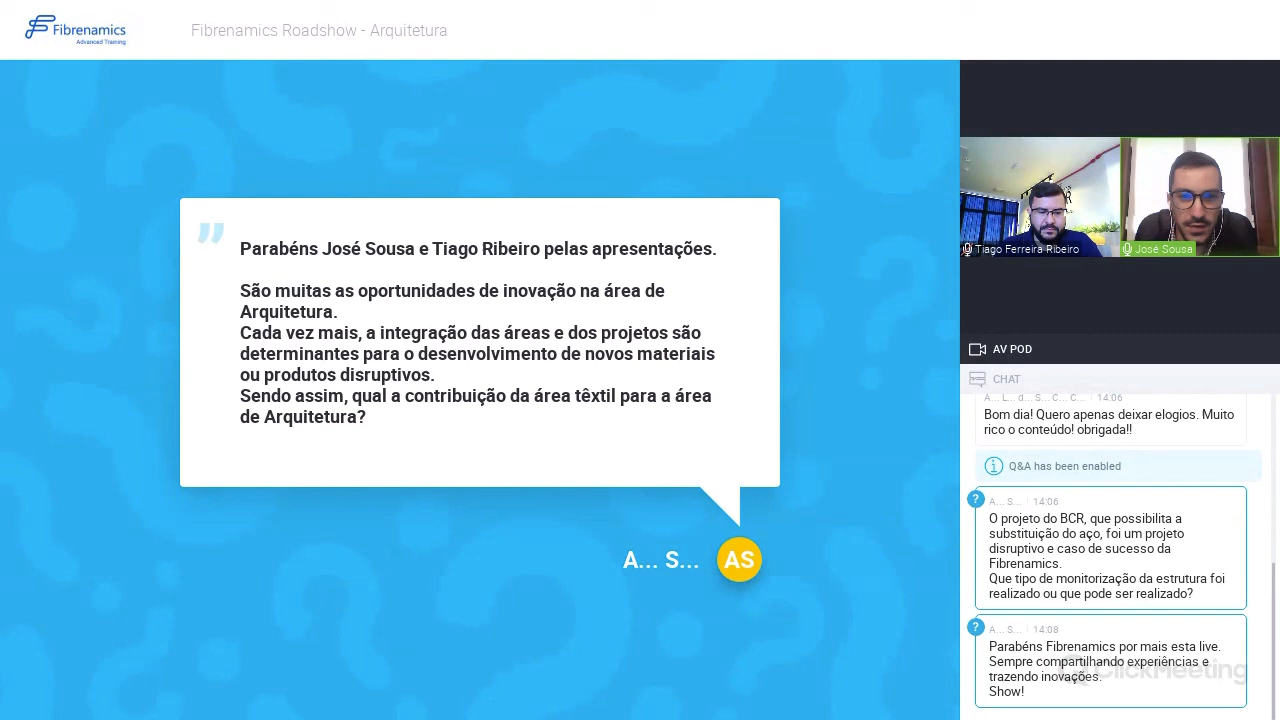 Fibrenamics
Advanced Training
Fibrenamics Roadshow - Arquitetura
Parabéns José Sousa e Tiago Ribeiro pelas apresentações.
São muitas as oportunidades de inovação na área de
Arquitetura.
Cada vez mais, a integração das áreas e dos projetos são
determinantes para o desenvolvimento de novos materiais
ou produtos disruptivos.
Sendo assim, qual a contribuição da área têxtil para a área
de Arquitetura?
A... S...
AS
Tiago Ferreira Ribeiro
José Sousa
AV POD
CHAT
A... L... d... S... C... C... 14:06
Bom dia! Quero apenas deixar elogios. Muito
rico o conteúdo! obrigada!!
Q&A has been enabled
?
A... S... 14:06
O projeto do BCR, que possibilita a
substituição do aço, foi um projeto
disruptivo e caso de sucesso da
Fibrenamics.
Que tipo de monitorização da estrutura foi
realizado ou que pode ser realizado?
?
A... S... 14:08
Parabéns Fibrenamics por mais esta live.
Sempre compartilhando experiências e
trazendo inovações.
Show!
ClickMeeting